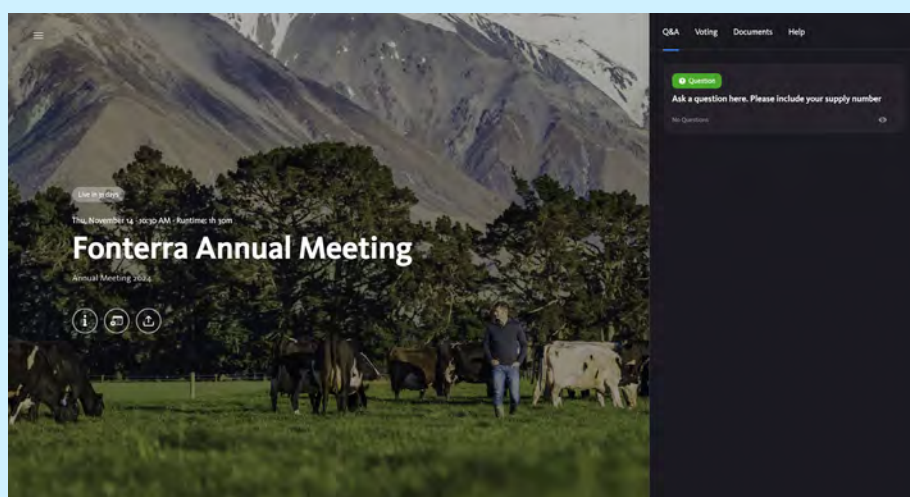 Live in 31 days
Thu, November 14 · 10:30 AM · Runtime: 1h 30m
Fonterra Annual Meeting
Annual Meeting 2024
Q&A Voting Documents Help
Question
Ask a question here. Please include your supply number
No Questions